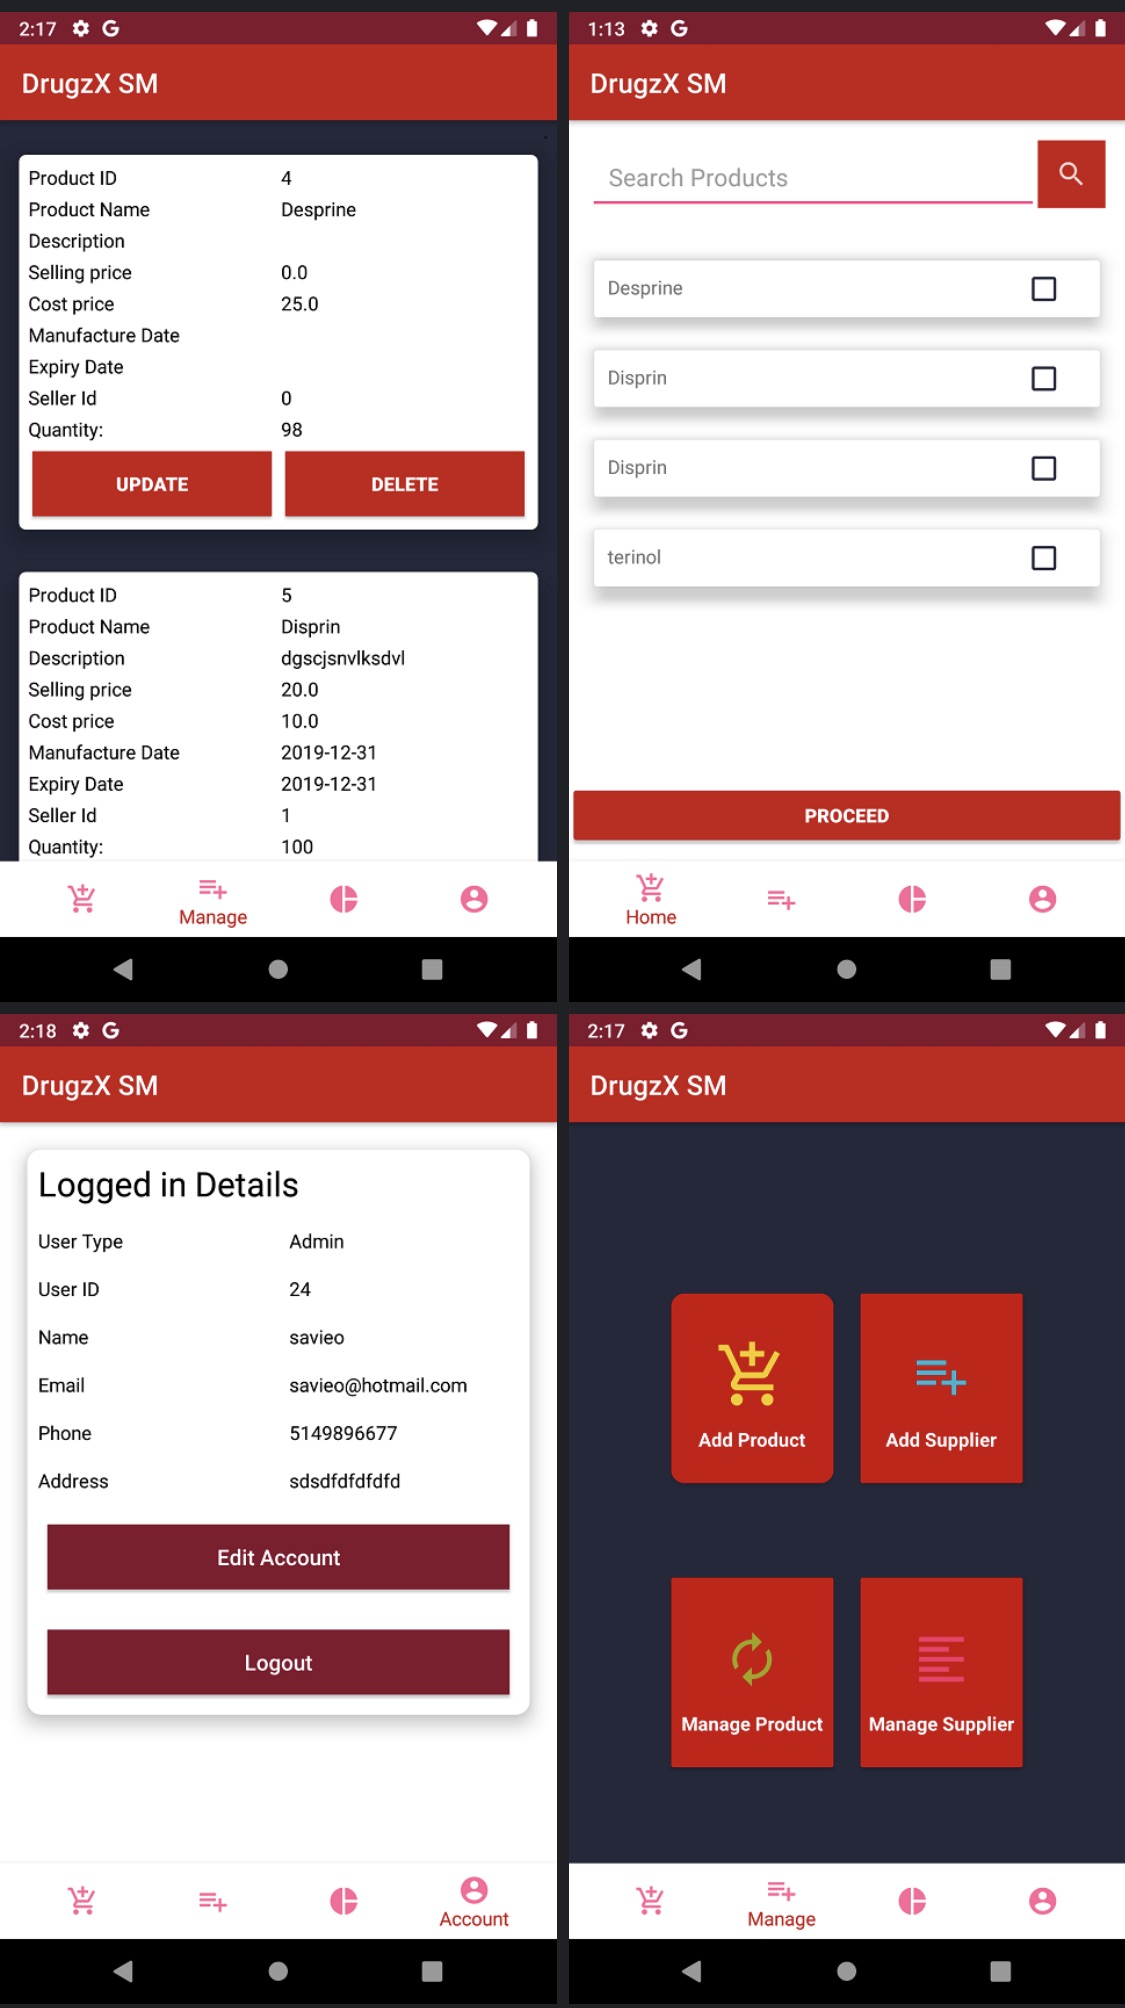 2:17 G
DrugzX SM
Product ID 4
Product Name Desprine
Description
Selling price 0.0
Cost price 25.0
Manufacture Date
Expiry Date
Seller Id 0
Quantity: 98
UPDATE DELETE
Product ID 5
Product Name Disprin
Description dgscjsnvlksdvl
Selling price 20.0
Cost price 10.0
Manufacture Date 2019-12-31
Expiry Date 2019-12-31
Seller Id 1
Quantity: 100
Manage
1:13 G
DrugzX SM
Search Products
Desprine
Disprin
Disprin
terinol
PROCEED
Home
2:18 G
DrugzX SM
Logged in Details
User Type Admin
User ID 24
Name savieo
Email savieo@hotmail.com
Phone 5149896677
Address sdsdfdfdfdfd
Edit Account
Logout
Account
2:17 G
DrugzX SM
Add Product Add Supplier
Manage Product Manage Supplier
Manage